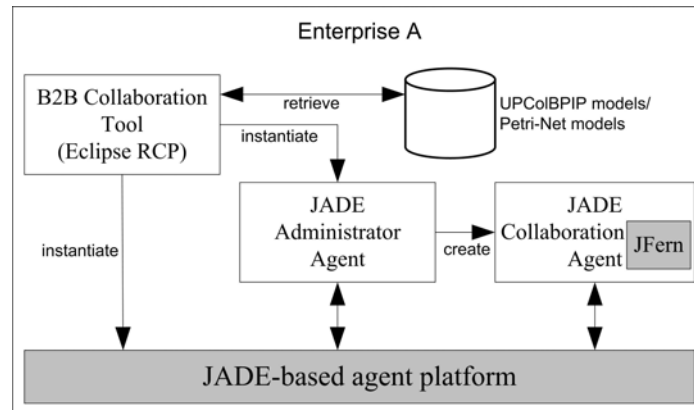 Enterprise A
B2B Collaboration
Tool
(Eclipse RCP)
retrieve
UPColBPIP models/
Petri-Net models
instantiate
JADE
Administrator
Agent
create
JADE
Collaboration
Agent
JFern
instantiate
JADE-based agent platform